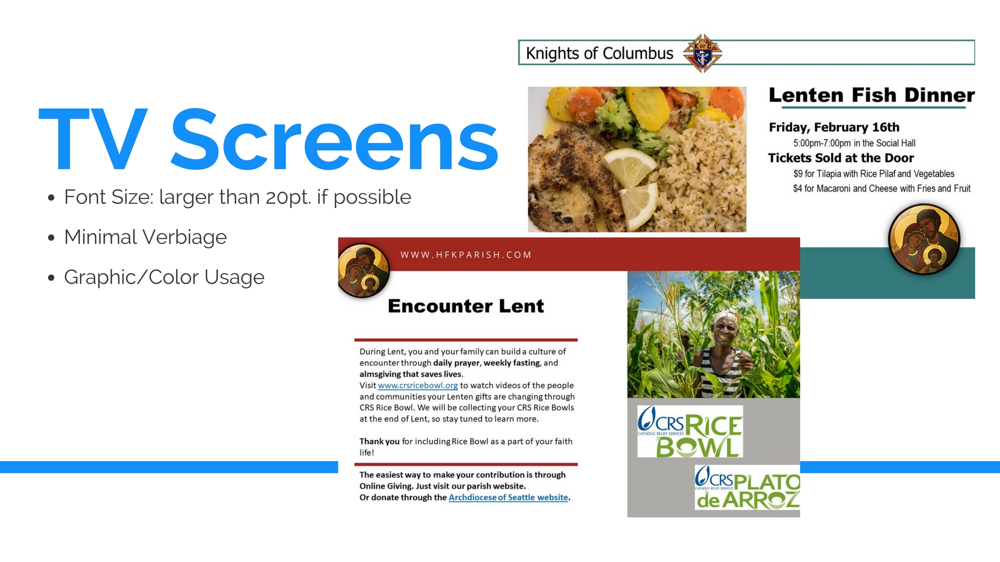 TV Screens
• Font Size: larger than 20pt. if possible
• Minimal Verbiage
• Graphic/Color Usage
Knights of Columbus
K OF C
Lenten Fish Dinner
Friday, February 16th
5:00pm-7:00pm in the Social Hall
Tickets Sold at the Door
$9 for Tilapia with Rice Pilaf and Vegetables
$4 for Macaroni and Cheese with Fries and Fruit
WWW.HFKPARISH.COM
Encounter Lent
During Lent, you and your family can build a culture of
encounter through daily prayer, weekly fasting, and
almsgiving that saves lives.
Visit www.crsricebowl.org to watch videos of the people
and communities your Lenten gifts are changing through
CRS Rice Bowl. We will be collecting your CRS Rice Bowls
at the end of Lent, so stay tuned to learn more.
Thank you for including Rice Bowl as a part of your faith
life!
The easiest way to make your contribution is through
Online Giving. Just visit our parish website.
Or donate through the Archdiocese of Seattle website.
CRS RICE
CATHOLIC RELIEF SERVICES
BOWL
CRS PLATO
CATHOLIC RELIEF SERVICES
de ARROZ